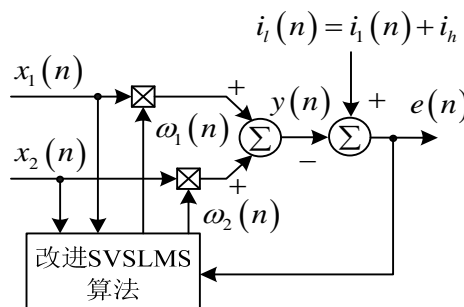 i_l(n) = i_1(n) + i_h
x_1(n)
+
y(n)
+
e(n)
ω_1(n)
Σ
Σ
−
x_2(n)
+
ω_2(n)
改进SVSLMS
算法